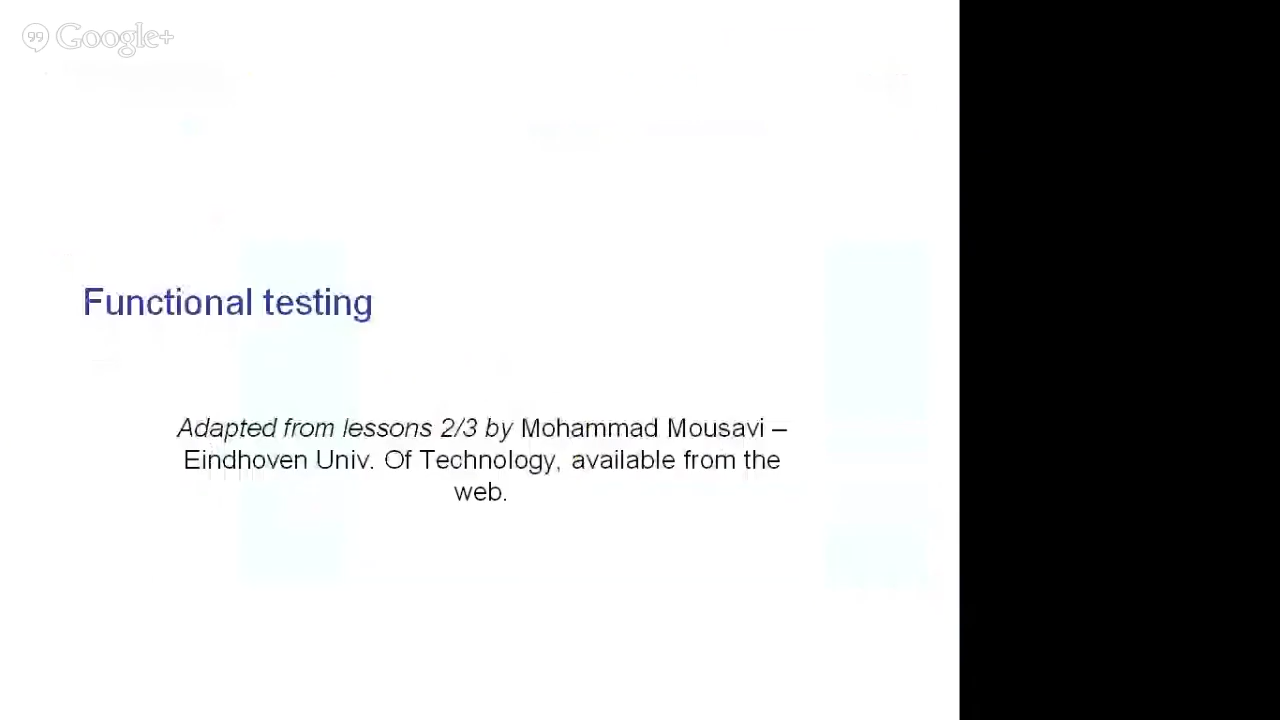 Google+
Functional testing
Adapted from lessons 2/3 by Mohammad Mousavi –
Eindhoven Univ. Of Technology, available from the
web.